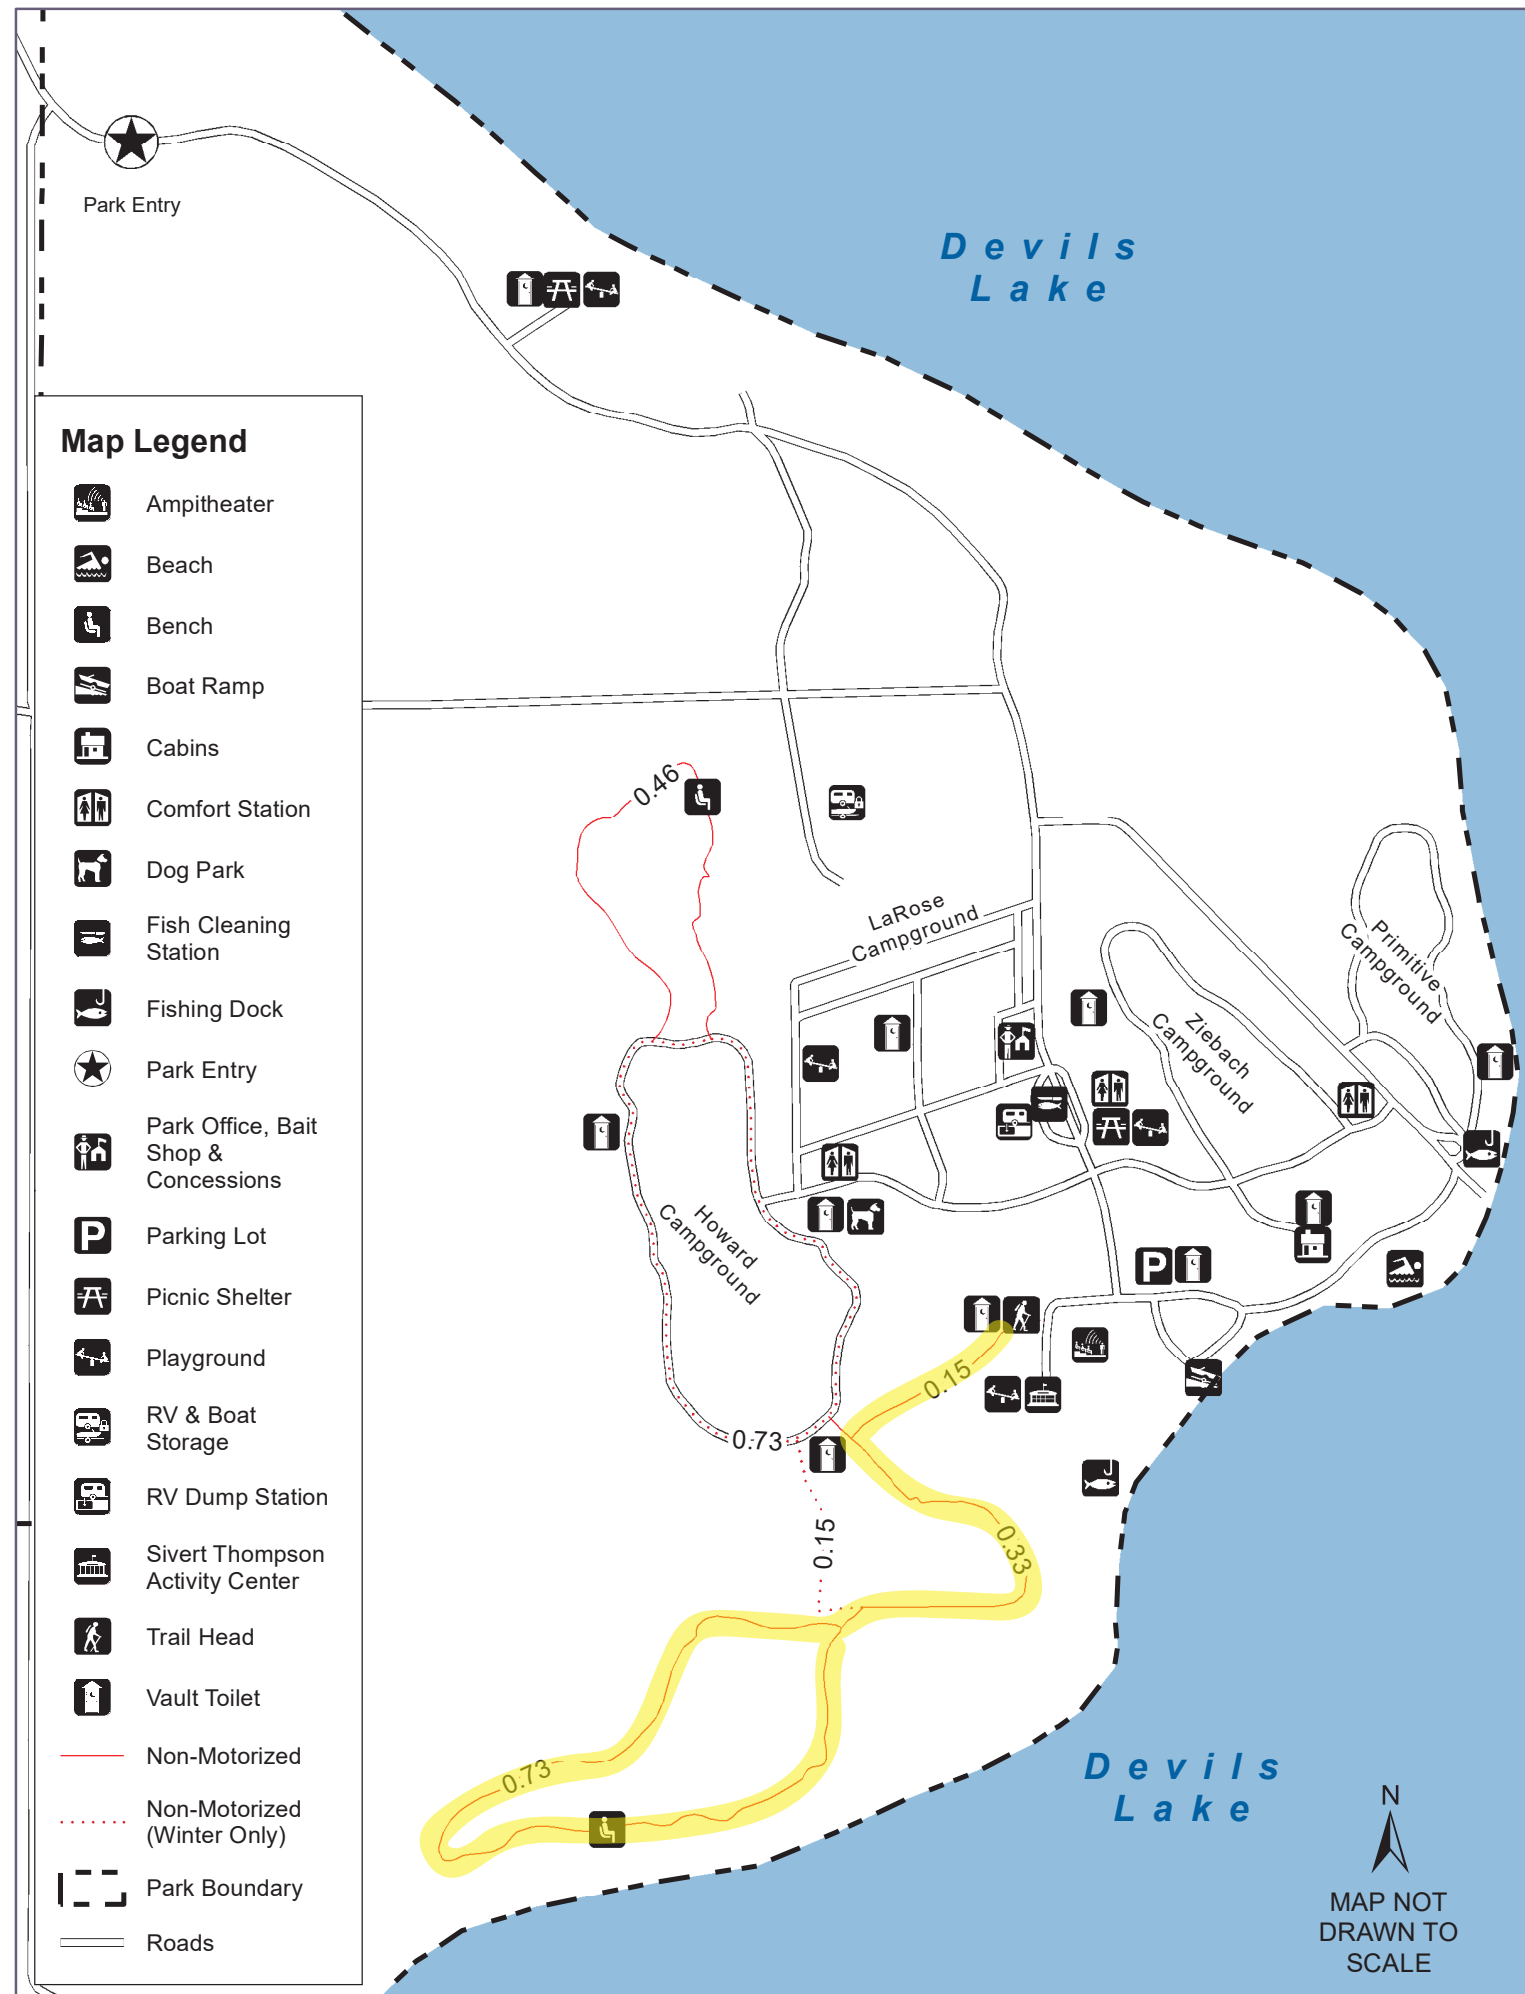 Park Entry
Devils
Lake
Map Legend
Ampitheater
Beach
Bench
Boat Ramp
Cabins
Comfort Station
Dog Park
Fish Cleaning
Station
Fishing Dock
Park Entry
Park Office, Bait
Shop &
Concessions
P
Parking Lot
Picnic Shelter
Playground
RV & Boat
Storage
RV Dump Station
Sivert Thompson
Activity Center
Trail Head
Vault Toilet
Non-Motorized
Non-Motorized
(Winter Only)
Park Boundary
Roads
0.46
LaRose
Campground
Primitive
Campground
Ziebach
Campground
Howard
Campground
P
0.15
0.73
0.15
0.33
0.73
Devils
Lake
N
MAP NOT
DRAWN TO
SCALE